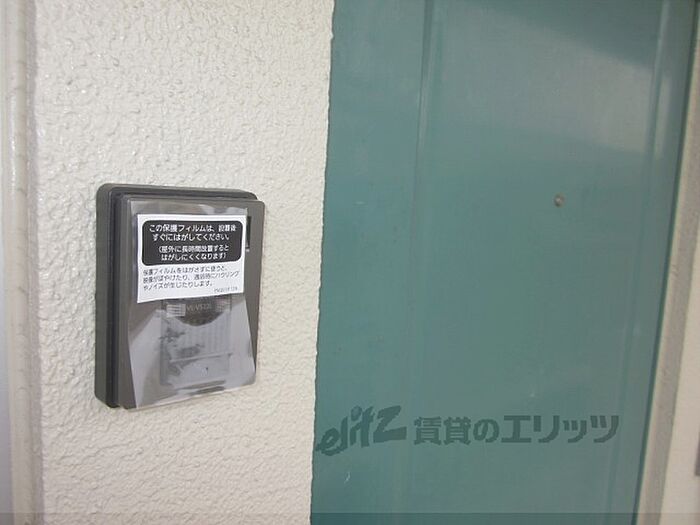 この保護フィルムは、設置後
すぐにはがしてください。
(屋外に長時間放置すると
はがしにくくなります)
保護フィルムをはがさずに使うと、
映像がぼやけたり、通話時にハウリング
やノイズが生じたりします。
elitz 賃貸のエリッツ